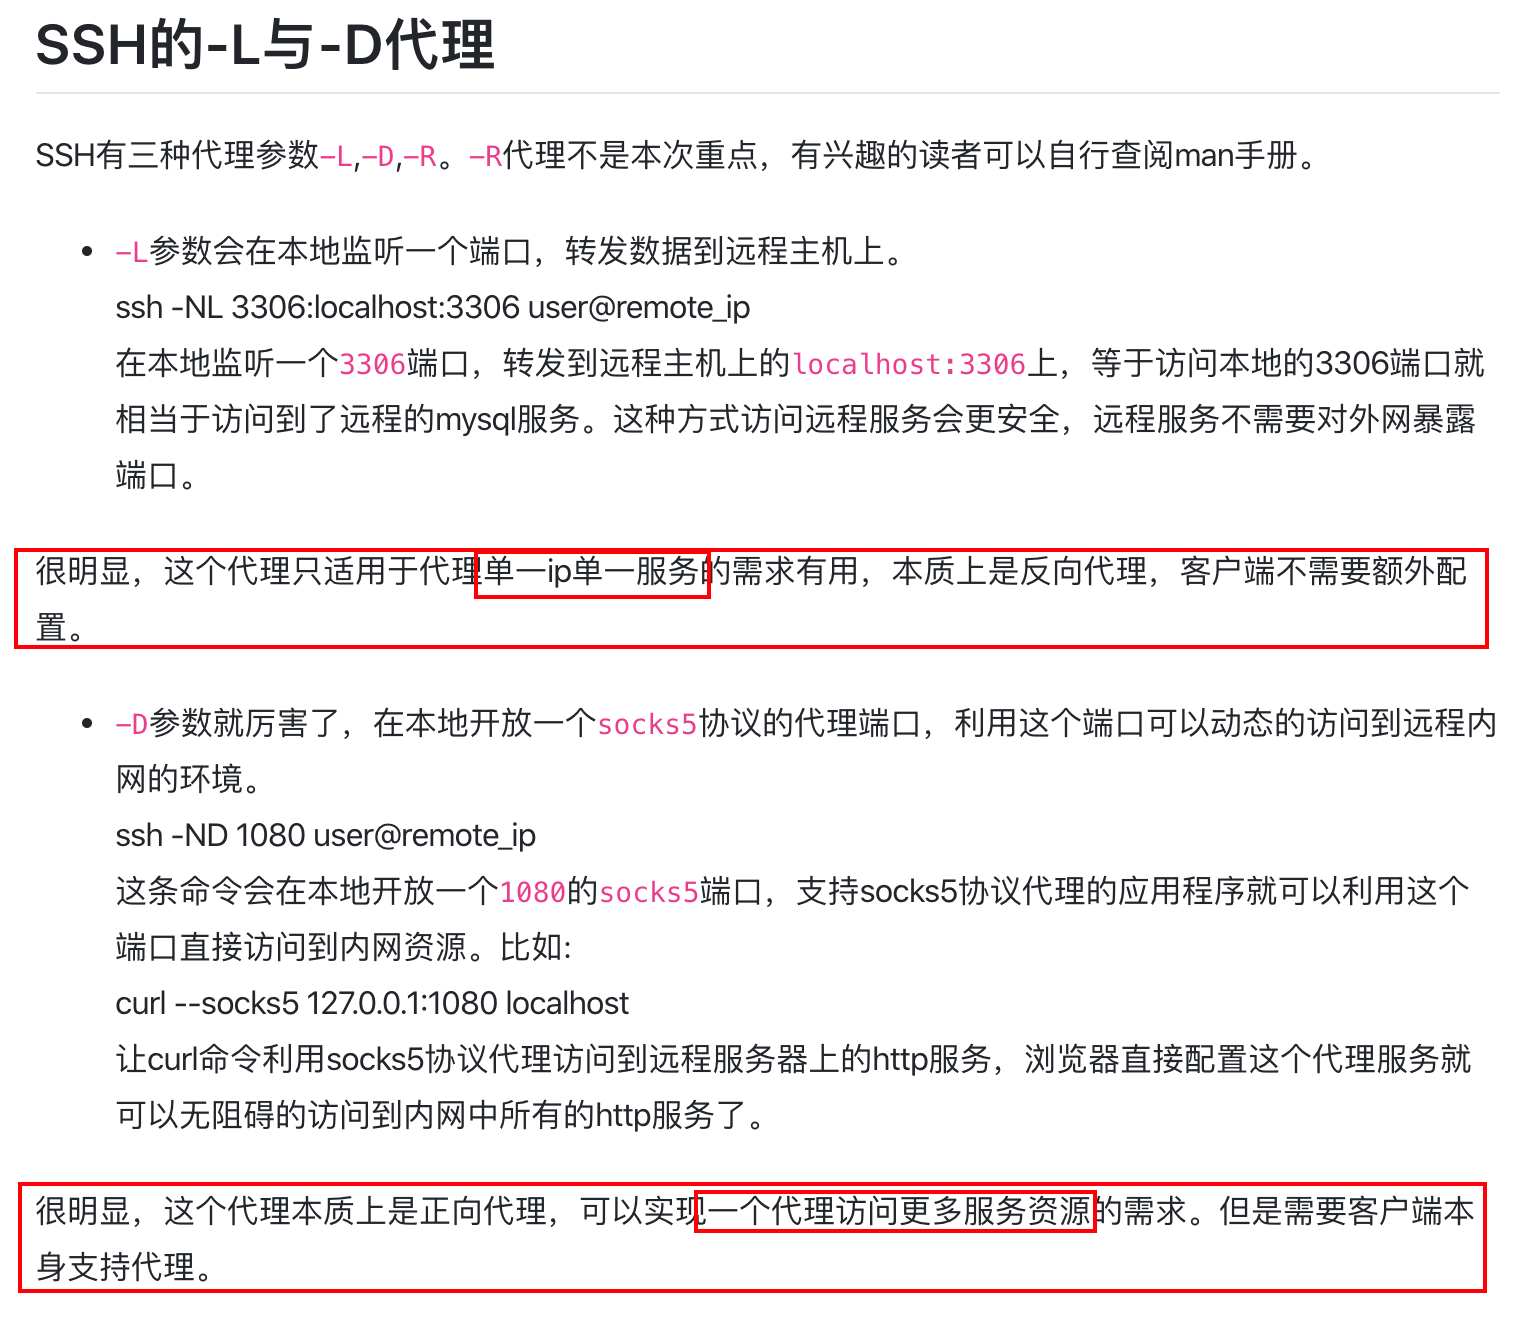 SSH的-L与-D代理
SSH有三种代理参数-L,-D,-R。-R代理不是本次重点，有兴趣的读者可以自行查阅man手册。
• -L参数会在本地监听一个端口，转发数据到远程主机上。
ssh -NL 3306:localhost:3306 user@remote_ip
在本地监听一个3306端口，转发到远程主机上的localhost:3306上，等于访问本地的3306端口就
相当于访问到了远程的mysql服务。这种方式访问远程服务会更安全，远程服务不需要对外网暴露
端口。
很明显，这个代理只适用于代理单一ip单一服务的需求有用，本质上是反向代理，客户端不需要额外配
置。
• -D参数就厉害了，在本地开放一个socks5协议的代理端口，利用这个端口可以动态的访问到远程内
网的环境。
ssh -ND 1080 user@remote_ip
这条命令会在本地开放一个1080的socks5端口，支持socks5协议代理的应用程序就可以利用这个
端口直接访问到内网资源。比如:
curl --socks5 127.0.0.1:1080 localhost
让curl命令利用socks5协议代理访问到远程服务器上的http服务，浏览器直接配置这个代理服务就
可以无阻碍的访问到内网中所有的http服务了。
很明显，这个代理本质上是正向代理，可以实现一个代理访问更多服务资源的需求。但是需要客户端本
身支持代理。